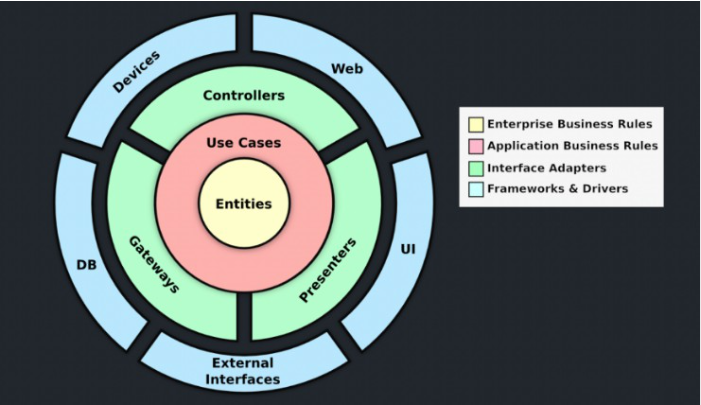 Devices
Web
Controllers
Use Cases
Entities
Gateways
Presenters
DB
UI
External
Interfaces
Enterprise Business Rules
Application Business Rules
Interface Adapters
Frameworks & Drivers